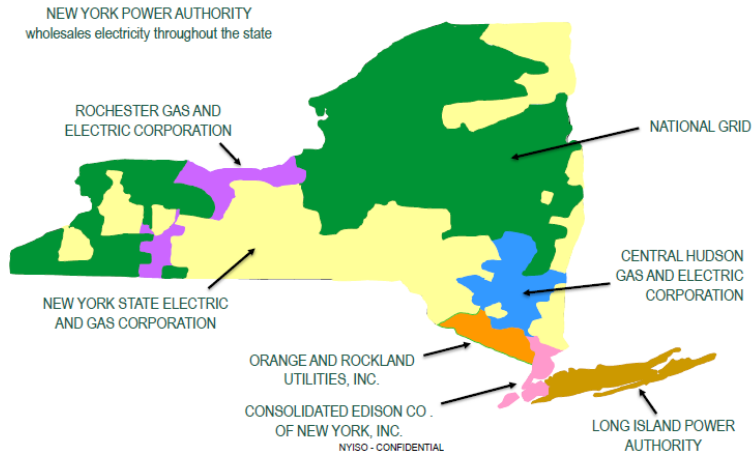 NEW YORK POWER AUTHORITY
wholesales electricity throughout the state
ROCHESTER GAS AND
ELECTRIC CORPORATION
NATIONAL GRID
CENTRAL HUDSON
GAS AND ELECTRIC
CORPORATION
NEW YORK STATE ELECTRIC
AND GAS CORPORATION
ORANGE AND ROCKLAND
UTILITIES, INC.
CONSOLIDATED EDISON CO .
OF NEW YORK, INC.
LONG ISLAND POWER
AUTHORITY
NYISO - CONFIDENTIAL